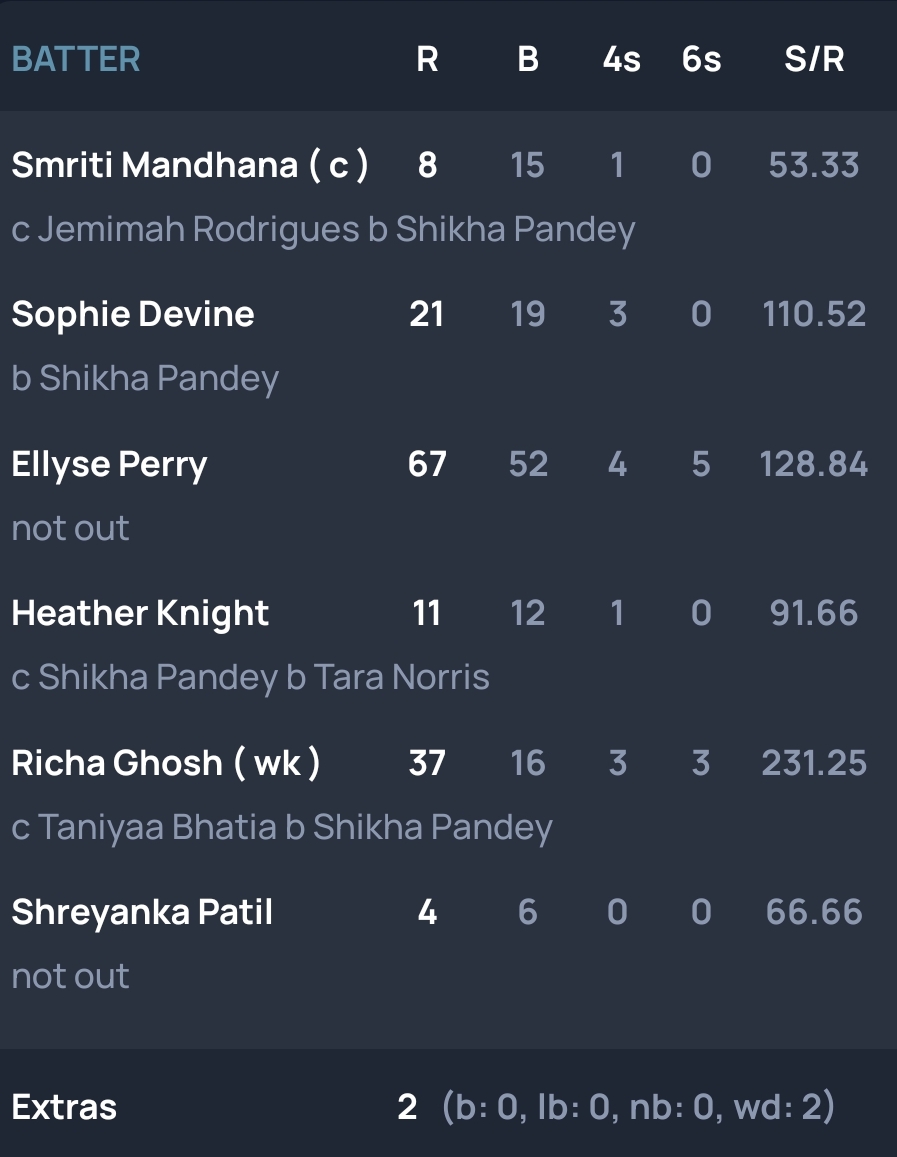 BATTER R B 4s 6s S/R
Smriti Mandhana ( c ) 8 15 1 0 53.33
c Jemimah Rodrigues b Shikha Pandey
Sophie Devine 21 19 3 0 110.52
b Shikha Pandey
Ellyse Perry 67 52 4 5 128.84
not out
Heather Knight 11 12 1 0 91.66
c Shikha Pandey b Tara Norris
Richa Ghosh ( wk ) 37 16 3 3 231.25
c Taniyaa Bhatia b Shikha Pandey
Shreyanka Patil 4 6 0 0 66.66
not out
Extras 2 (b: 0, lb: 0, nb: 0, wd: 2)